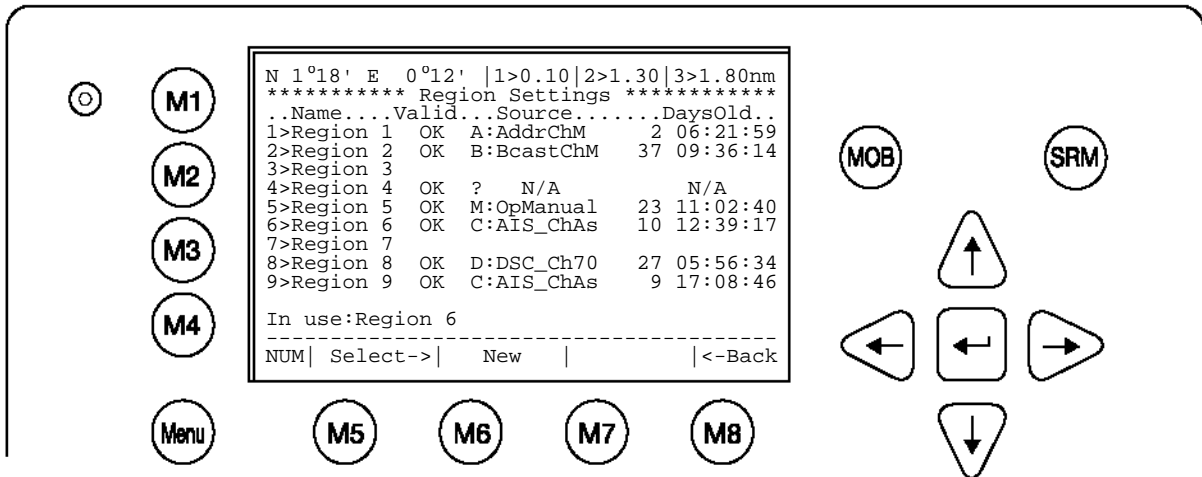 N 1°18' E  0°12' |1>0.10|2>1.30|3>1.80nm
*********** Region Settings ************
..Name....Valid...Source.......DaysOld..
1>Region 1  OK  A:AddrChM     2 06:21:59
2>Region 2  OK  B:BcastChM   37 09:36:14
3>Region 3
4>Region 4  OK  ?   N/A          N/A
5>Region 5  OK  M:OpManual   23 11:02:40
6>Region 6  OK  C:AIS_ChAs   10 12:39:17
7>Region 7
8>Region 8  OK  D:DSC_Ch70   27 05:56:34
9>Region 9  OK  C:AIS_ChAs    9 17:08:46
In use:Region 6
----------------------------------------
NUM| Select->|   New   |         |<-Back
M1
M2
M3
M4
MOB
SRM
Menu
M5
M6
M7
M8